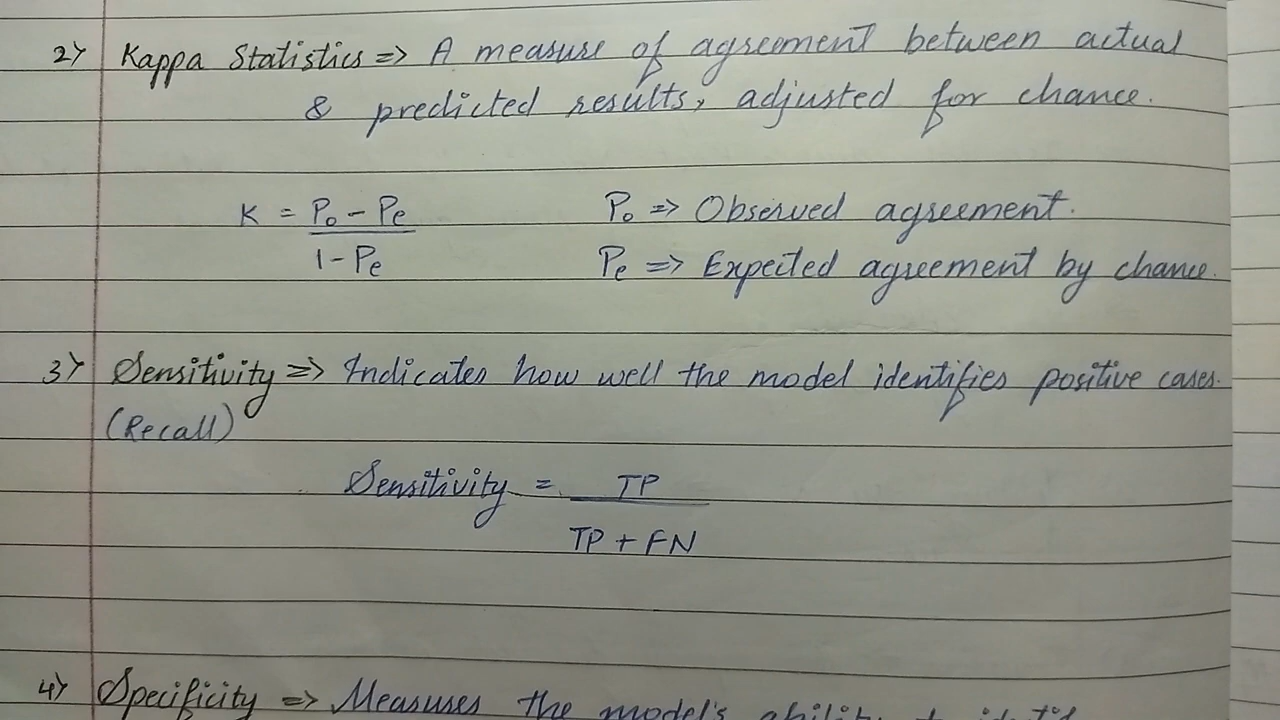 2) Kappa Statistics => A measure of agreement between actual
& predicted results, adjusted for chance.
K = Po - Pe Po => Observed agreement.
1 - Pe Pe => Expected agreement by chance.
3) Sensitivity => Indicates how well the model identifies positive cases.
(Recall)
Sensitivity = TP
TP + FN
4) Specificity => Measures the model's ability to